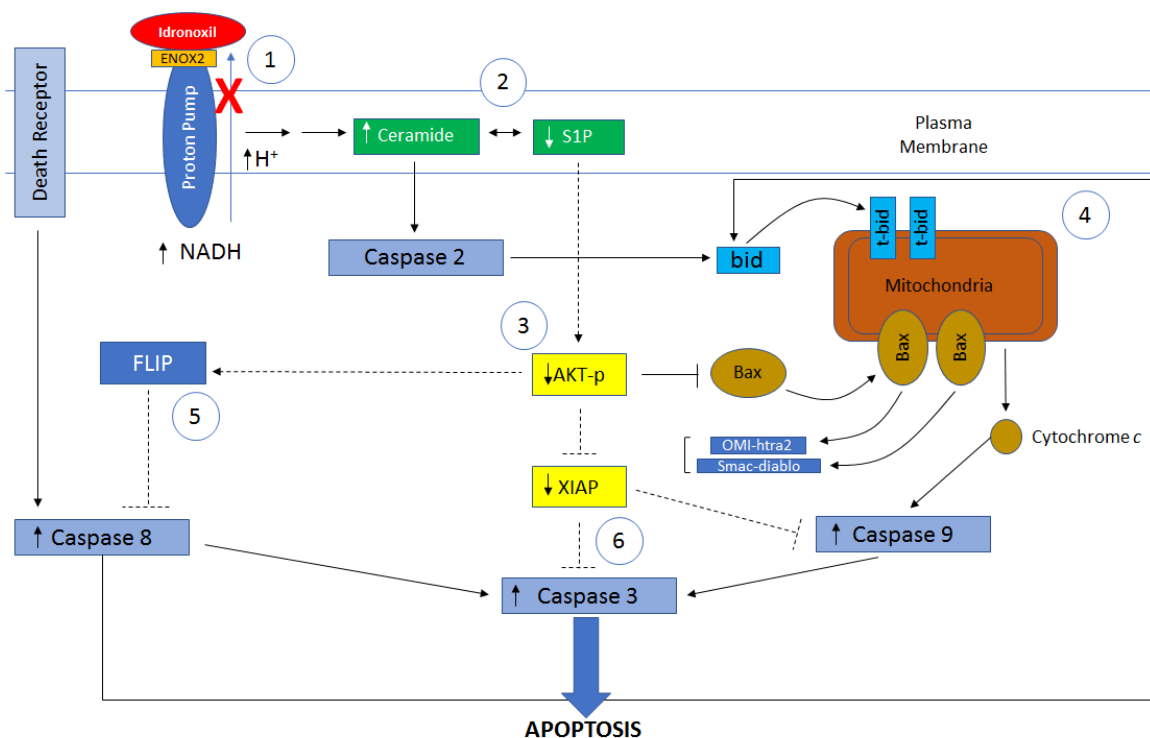 Idronoxil
ENOX2
1
Death Receptor
Proton Pump
X
2
↑ Ceramide
↓ S1P
Plasma
Membrane
↑ H⁺
↑ NADH
Caspase 2
bid
t-bid
t-bid
4
Mitochondria
3
Bax
Bax
FLIP
↓AKT-p
Bax
5
OMI-htra2
Smac-diablo
Cytochrome c
↓ XIAP
↑ Caspase 8
6
↑ Caspase 9
↑ Caspase 3
APOPTOSIS